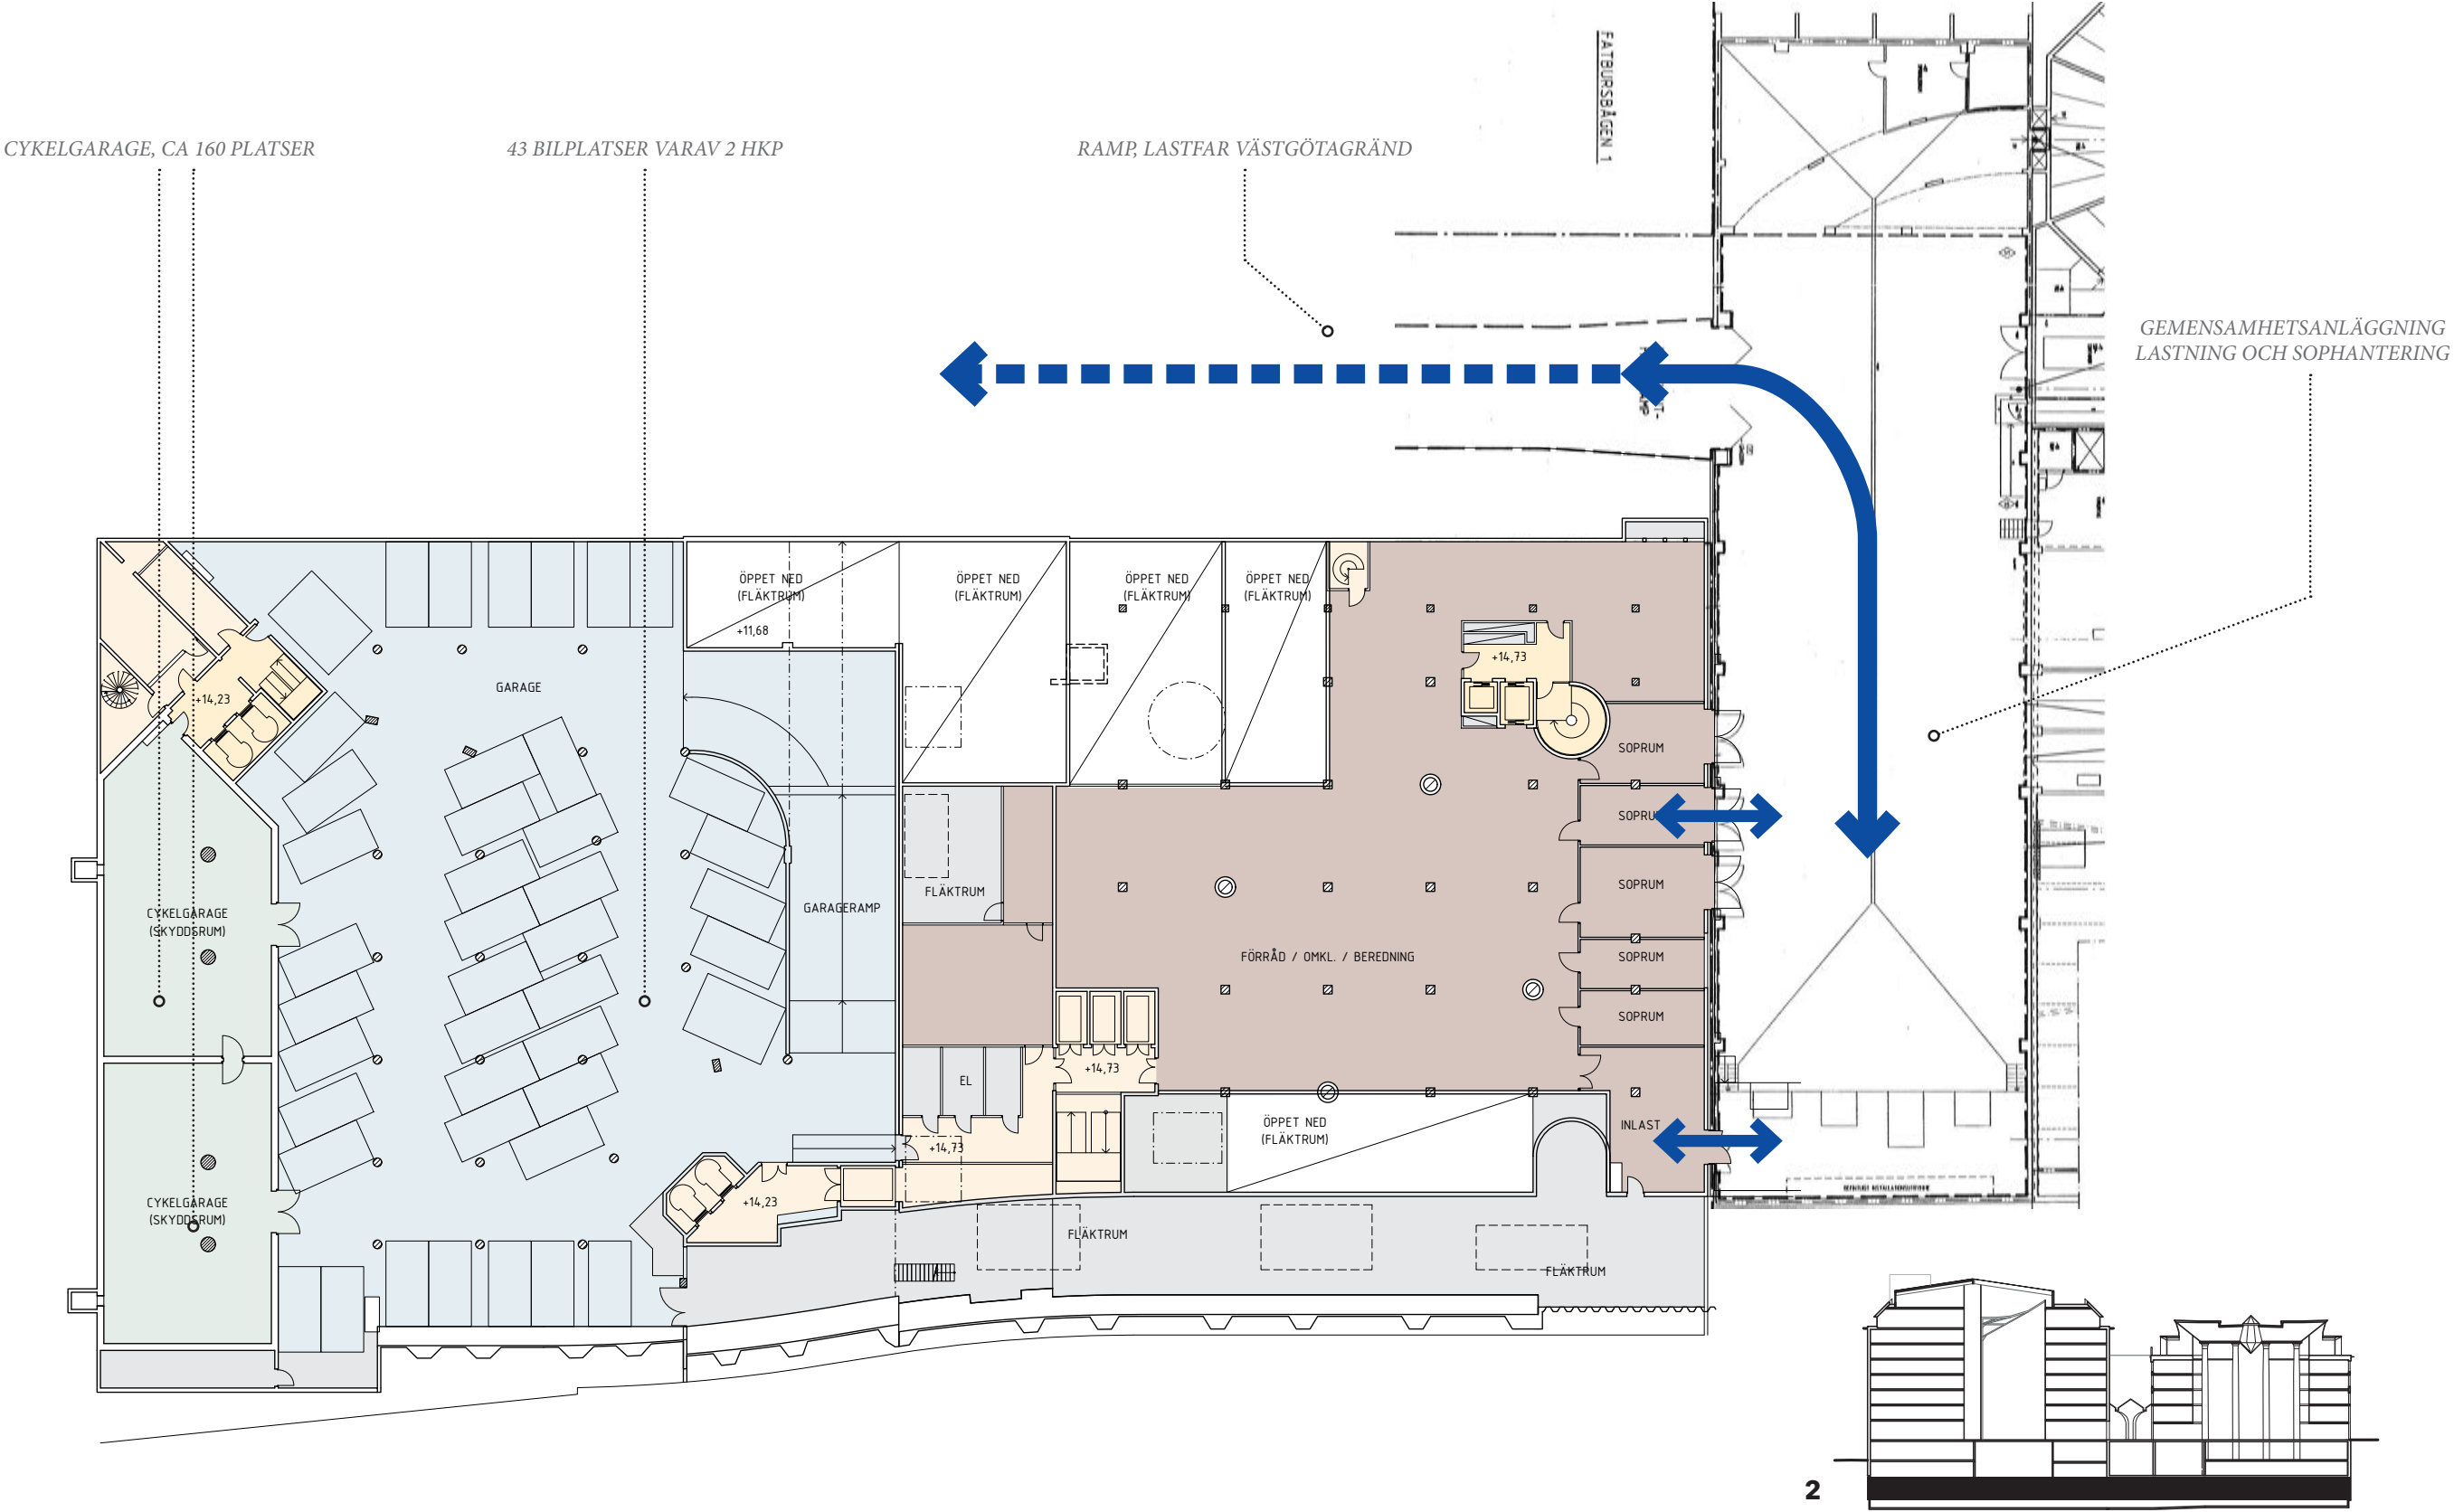 FATBURSBÅGEN 1
CYKELGARAGE, CA 160 PLATSER
43 BILPLATSER VARAV 2 HKP
RAMP, LASTFAR VÄSTGÖTAGRÄND
GEMENSAMHETSANLÄGGNING
LASTNING OCH SOPHANTERING
ÖPPET NED
(FLÄKTRUM)
+11,68
ÖPPET NED
(FLÄKTRUM)
ÖPPET NED
(FLÄKTRUM)
ÖPPET NED
(FLÄKTRUM)
+14,73
GARAGE
+14,23
SOPRUM
SOPRUM
SOPRUM
FLÄKTRUM
GARAGERAMP
CYKELGARAGE
(SKYDDSRUM)
FÖRRÅD / OMKL. / BEREDNING
SOPRUM
SOPRUM
+14,73
EL
ÖPPET NED
(FLÄKTRUM)
INLAST
+14,73
CYKELGARAGE
(SKYDDSRUM)
+14,23
FLÄKTRUM
FLÄKTRUM
2